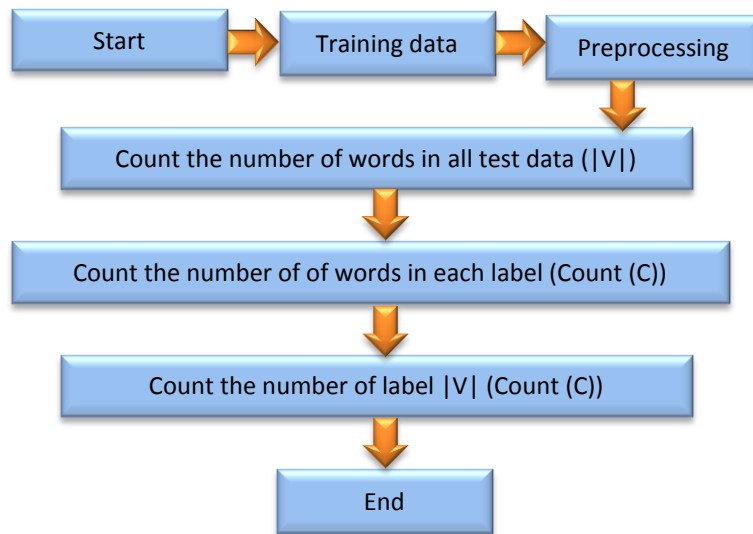 Start
Training data
Preprocessing
Count the number of words in all test data (|V|)
Count the number of of words in each label (Count (C))
Count the number of label |V| (Count (C))
End